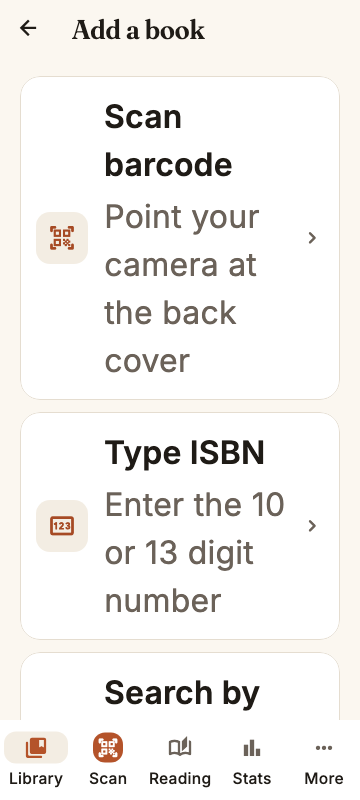 Add a book
Scan
barcode
Point your
camera at
the back
cover
Type ISBN
Enter the 10
or 13 digit
number
Search by
Library
Scan
Reading
Stats
More